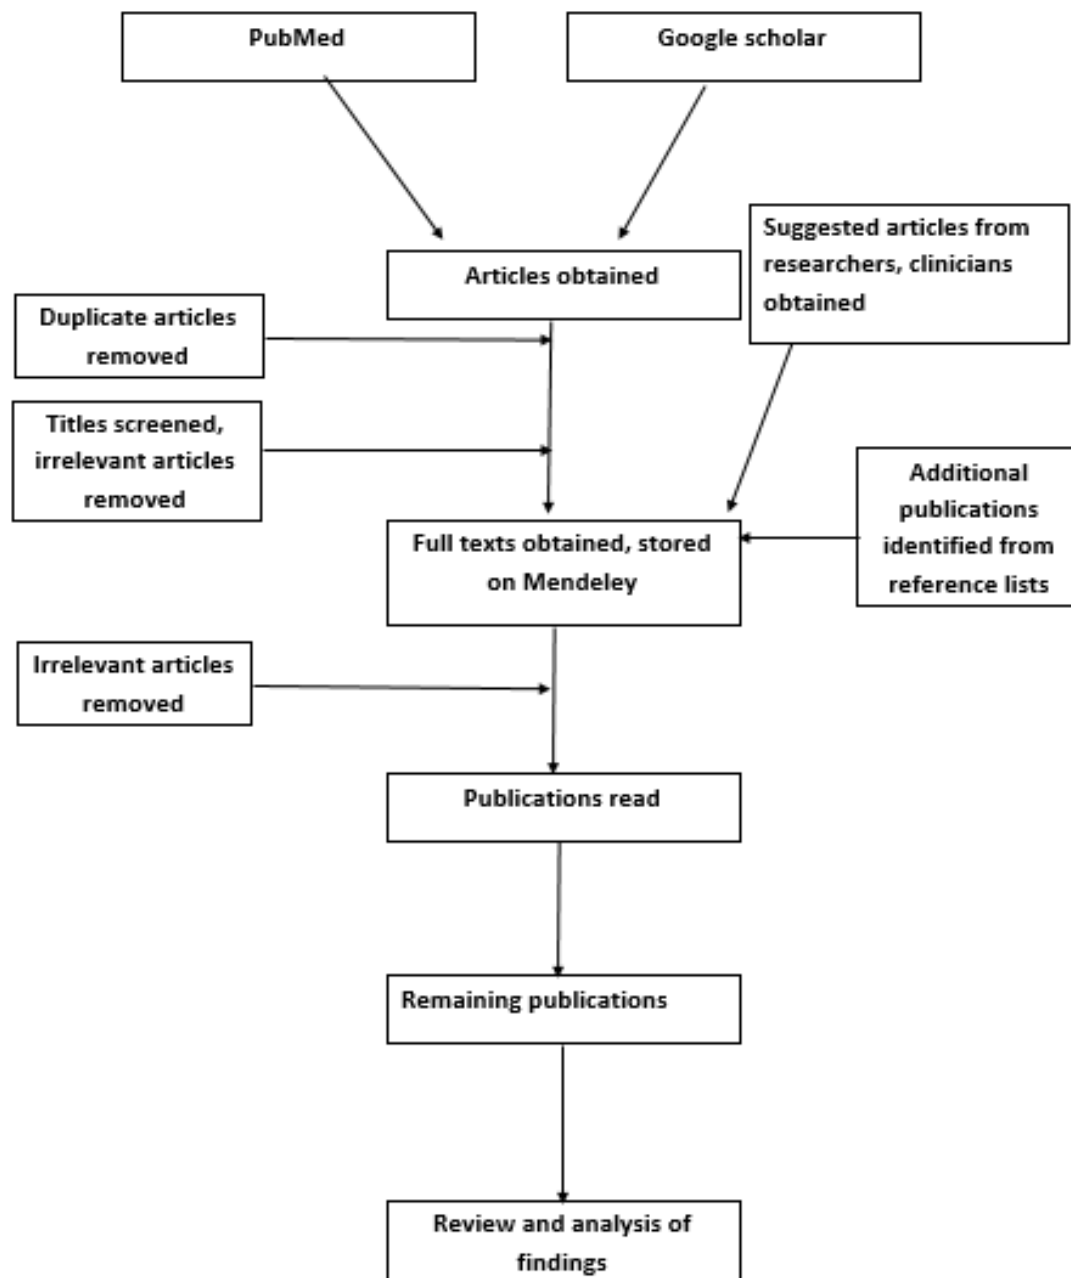 PubMed
Google scholar
Suggested articles from
researchers, clinicians
obtained
Articles obtained
Duplicate articles
removed
Titles screened,
irrelevant articles
removed
Additional
publications
identified from
reference lists
Full texts obtained, stored
on Mendeley
Irrelevant articles
removed
Publications read
Remaining publications
Review and analysis of
findings